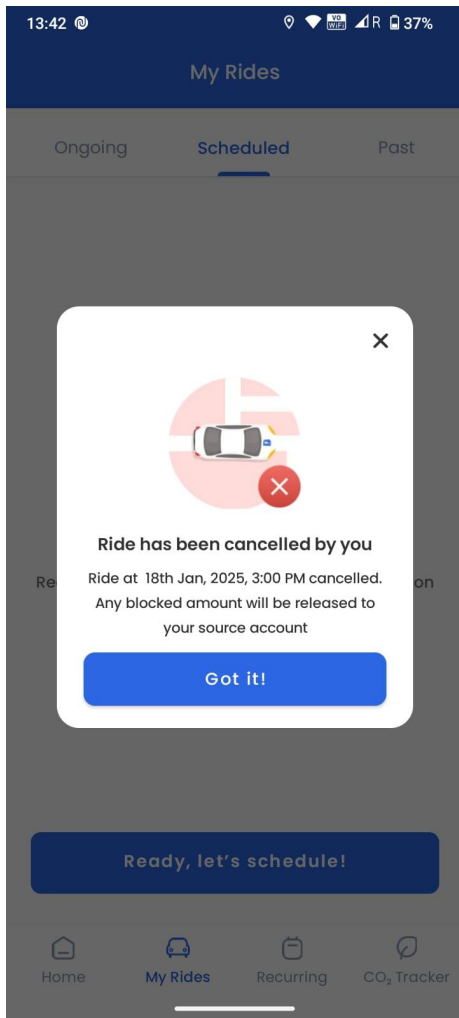 13:42
VO
WiFi
R
37%
My Rides
Ongoing
Scheduled
Past
Ride has been cancelled by you
Ride at 18th Jan, 2025, 3:00 PM cancelled.
Any blocked amount will be released to
your source account
Got it!
Ready, let's schedule!
Home
My Rides
Recurring
CO₂ Tracker